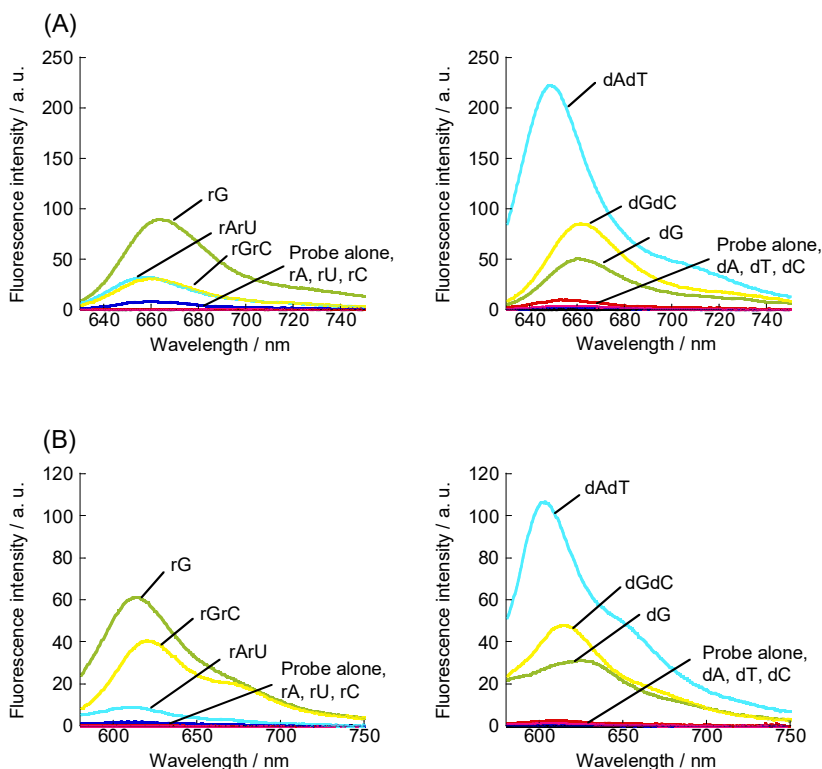 (A)
Fluorescence intensity / a. u.
250
200
150
100
50
0
rG
rArU
rGrC
Probe alone,
rA, rU, rC
640 660 680 700 720 740
Wavelength / nm
Fluorescence intensity / a. u.
250
200
150
100
50
0
dAdT
dGdC
dG
Probe alone,
dA, dT, dC
640 660 680 700 720 740
Wavelength / nm
(B)
Fluorescence intensity / a. u.
120
100
80
60
40
20
0
rG
rGrC
rArU
Probe alone,
rA, rU, rC
600 650 700 750
Wavelength / nm
Fluorescence intensity / a. u.
120
100
80
60
40
20
0
dAdT
dGdC
dG
Probe alone,
dA, dT, dC
600 650 700 750
Wavelength / nm